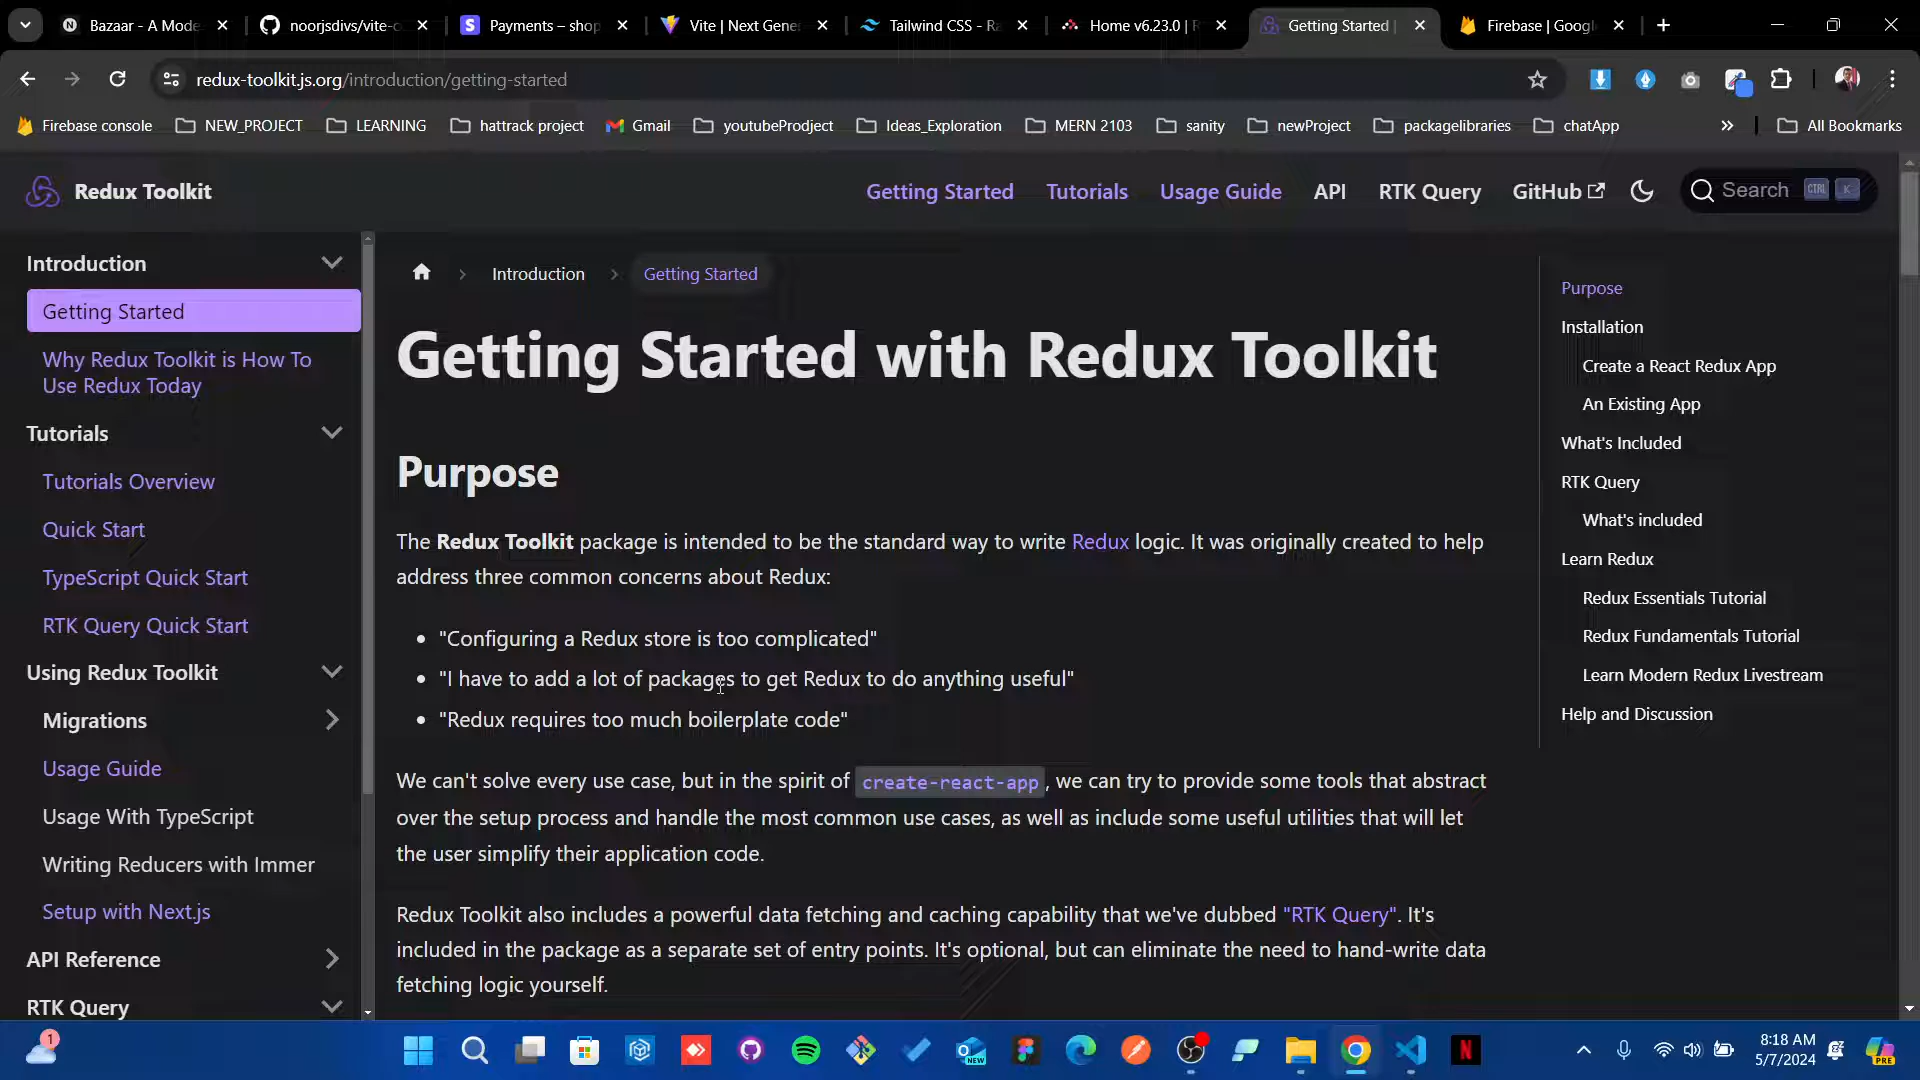 Bazaar - A Mode
noorjsdivs/vite-c
Payments – shop
Vite | Next Gene
Tailwind CSS - Ra
Home v6.23.0 | R
Getting Started |
Firebase | Googl
redux-toolkit.js.org/introduction/getting-started
Firebase console
NEW_PROJECT
LEARNING
hattrack project
Gmail
youtubeProdject
Ideas_Exploration
MERN 2103
sanity
newProject
packagelibraries
chatApp
All Bookmarks
Redux Toolkit
Getting Started
Tutorials
Usage Guide
API
RTK Query
GitHub
Search CTRL K
Introduction
Getting Started
Why Redux Toolkit is How To
Use Redux Today
Tutorials
Tutorials Overview
Quick Start
TypeScript Quick Start
RTK Query Quick Start
Using Redux Toolkit
Migrations
Usage Guide
Usage With TypeScript
Writing Reducers with Immer
Setup with Next.js
API Reference
RTK Query
Introduction
Getting Started
Getting Started with Redux Toolkit
Purpose
The Redux Toolkit package is intended to be the standard way to write Redux logic. It was originally created to help
address three common concerns about Redux:
• "Configuring a Redux store is too complicated"
• "I have to add a lot of packages to get Redux to do anything useful"
• "Redux requires too much boilerplate code"
We can't solve every use case, but in the spirit of create-react-app, we can try to provide some tools that abstract
over the setup process and handle the most common use cases, as well as include some useful utilities that will let
the user simplify their application code.
Redux Toolkit also includes a powerful data fetching and caching capability that we've dubbed "RTK Query". It's
included in the package as a separate set of entry points. It's optional, but can eliminate the need to hand-write data
fetching logic yourself.
Purpose
Installation
Create a React Redux App
An Existing App
What's Included
RTK Query
What's included
Learn Redux
Redux Essentials Tutorial
Redux Fundamentals Tutorial
Learn Modern Redux Livestream
Help and Discussion
1
NEW
N
8:18 AM
5/7/2024
PRE